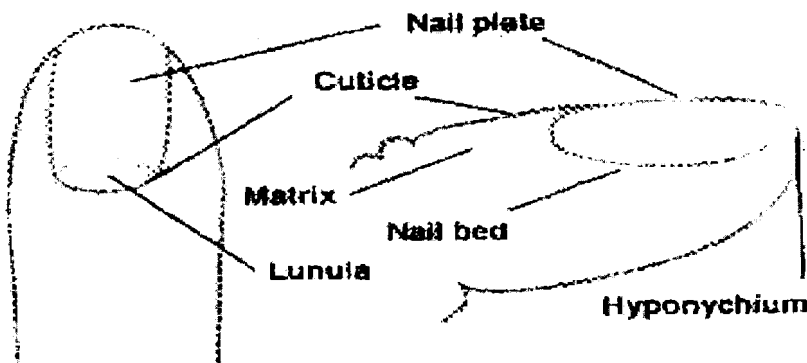 Nail plate
Cuticle
Matrix
Nail bed
Lunula
Hyponychium